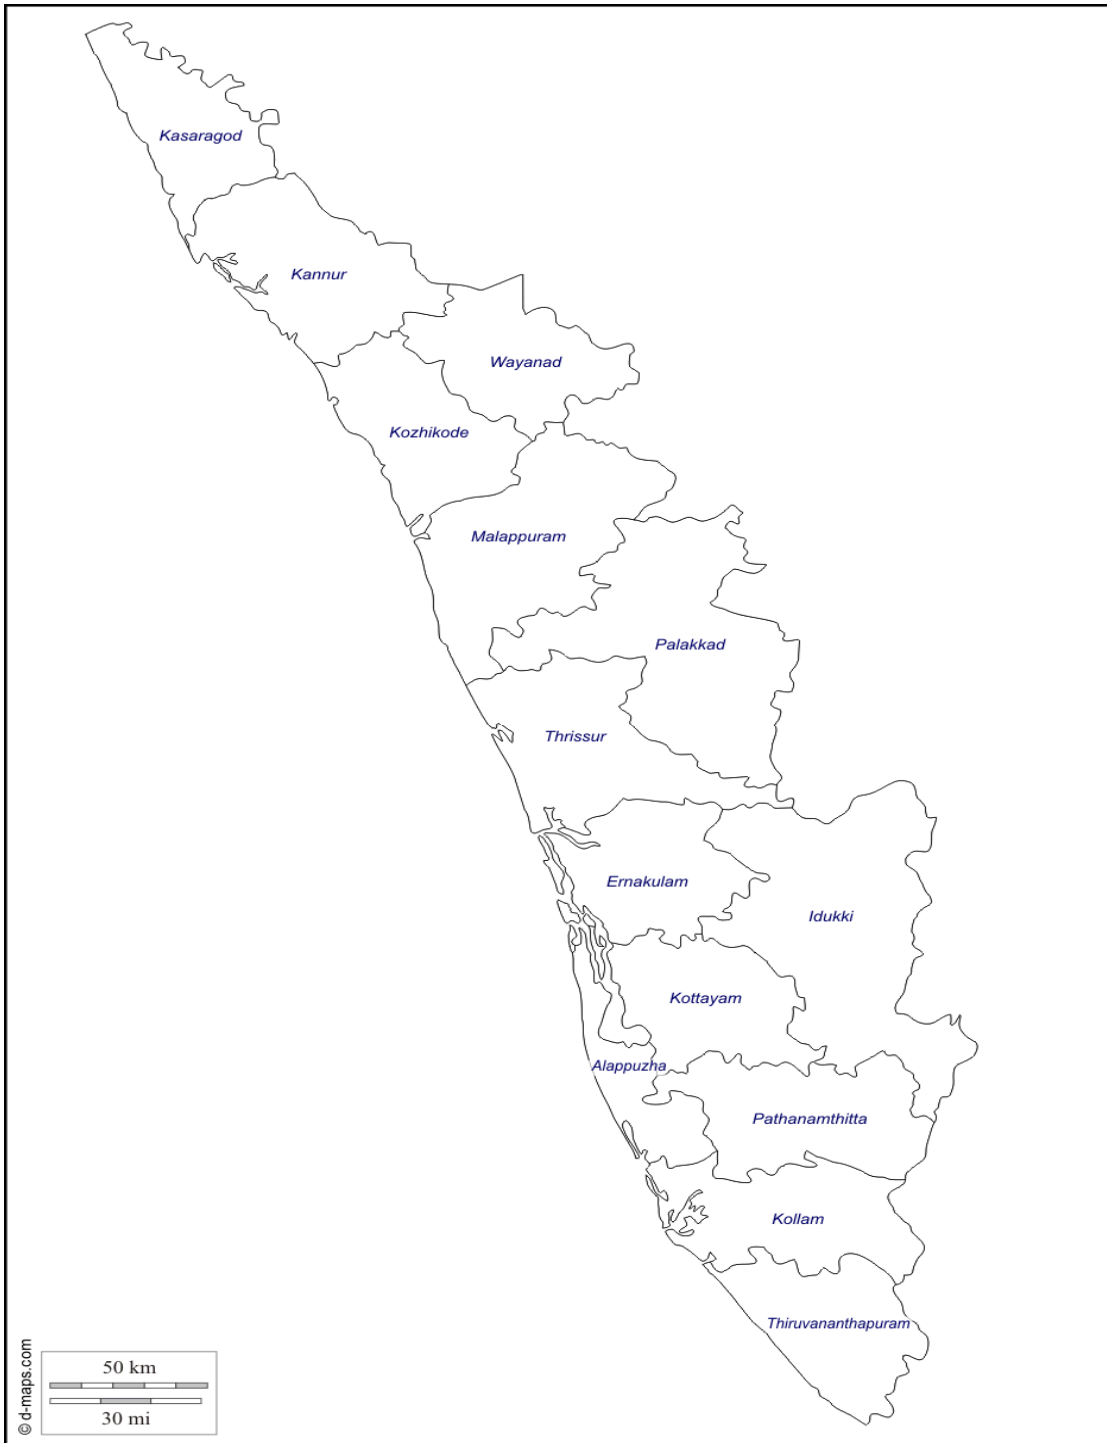 Kasaragod
Kannur
Wayanad
Kozhikode
Malappuram
Palakkad
Thrissur
Ernakulam
Idukki
Kottayam
Alappuzha
Pathanamthitta
Kollam
Thiruvananthapuram
50 km
30 mi
© d-maps.com